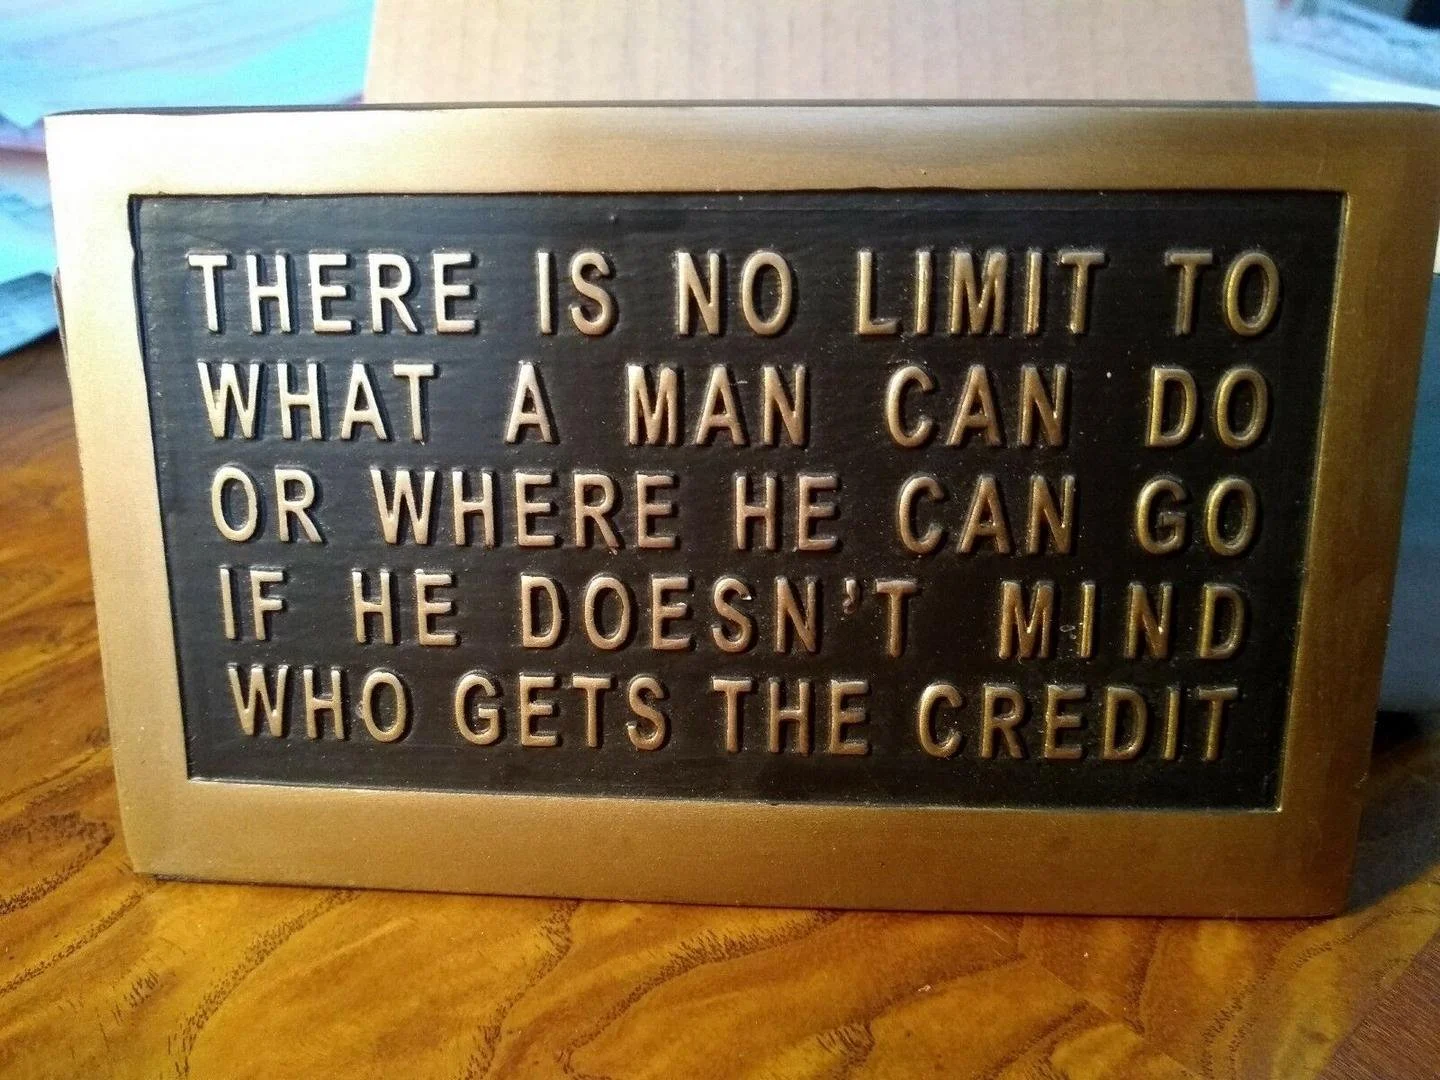 THERE IS NO LIMIT TO
WHAT A MAN CAN DO
OR WHERE HE CAN GO
IF HE DOESN'T MIND
WHO GETS THE CREDIT